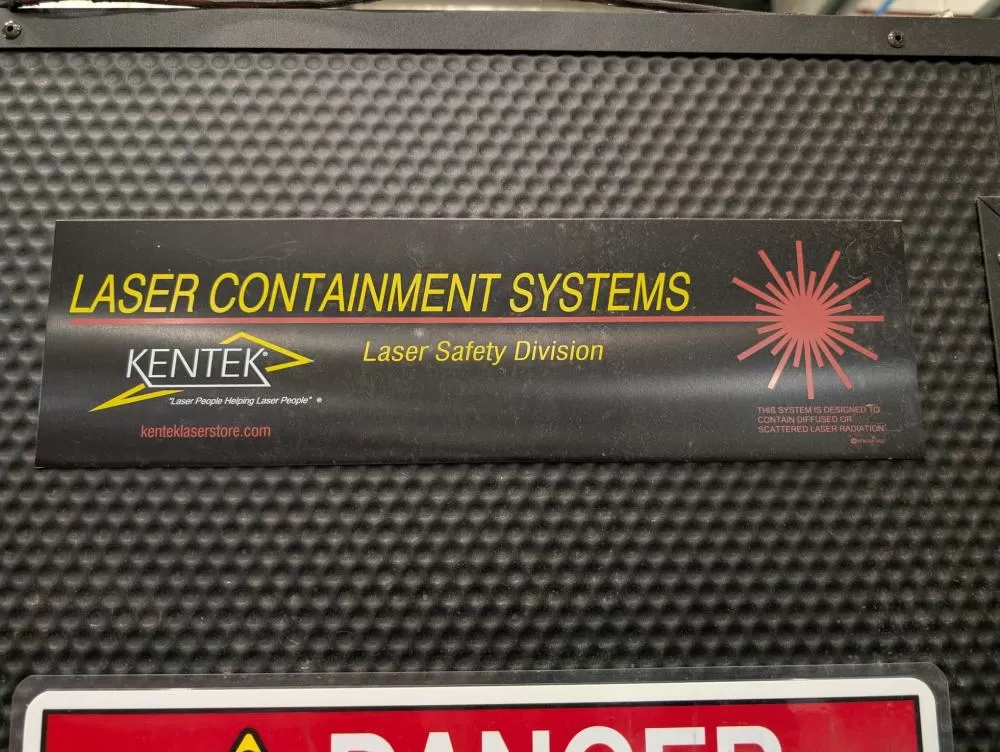 LASER CONTAINMENT SYSTEMS
KENTEK®
Laser Safety Division
"Laser People Helping Laser People" ®
kenteklaserstore.com
THIS SYSTEM IS DESIGNED TO
CONTAIN DIFFUSED OR
SCATTERED LASER RADIATION
DANGER